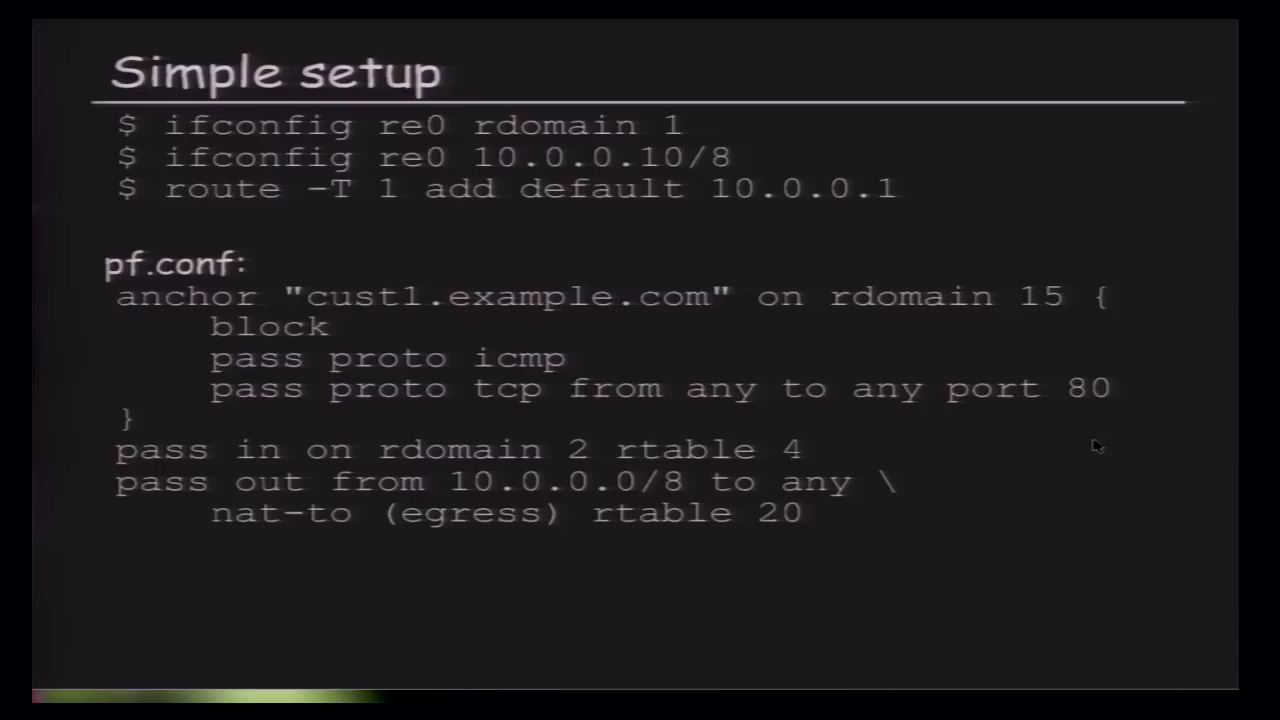 Simple setup
$ ifconfig re0 rdomain 1
$ ifconfig re0 10.0.0.10/8
$ route -T 1 add default 10.0.0.1
pf.conf:
anchor "cust1.example.com" on rdomain 15 {
block
pass proto icmp
pass proto tcp from any to any port 80
}
pass in on rdomain 2 rtable 4
pass out from 10.0.0.0/8 to any \
nat-to (egress) rtable 20